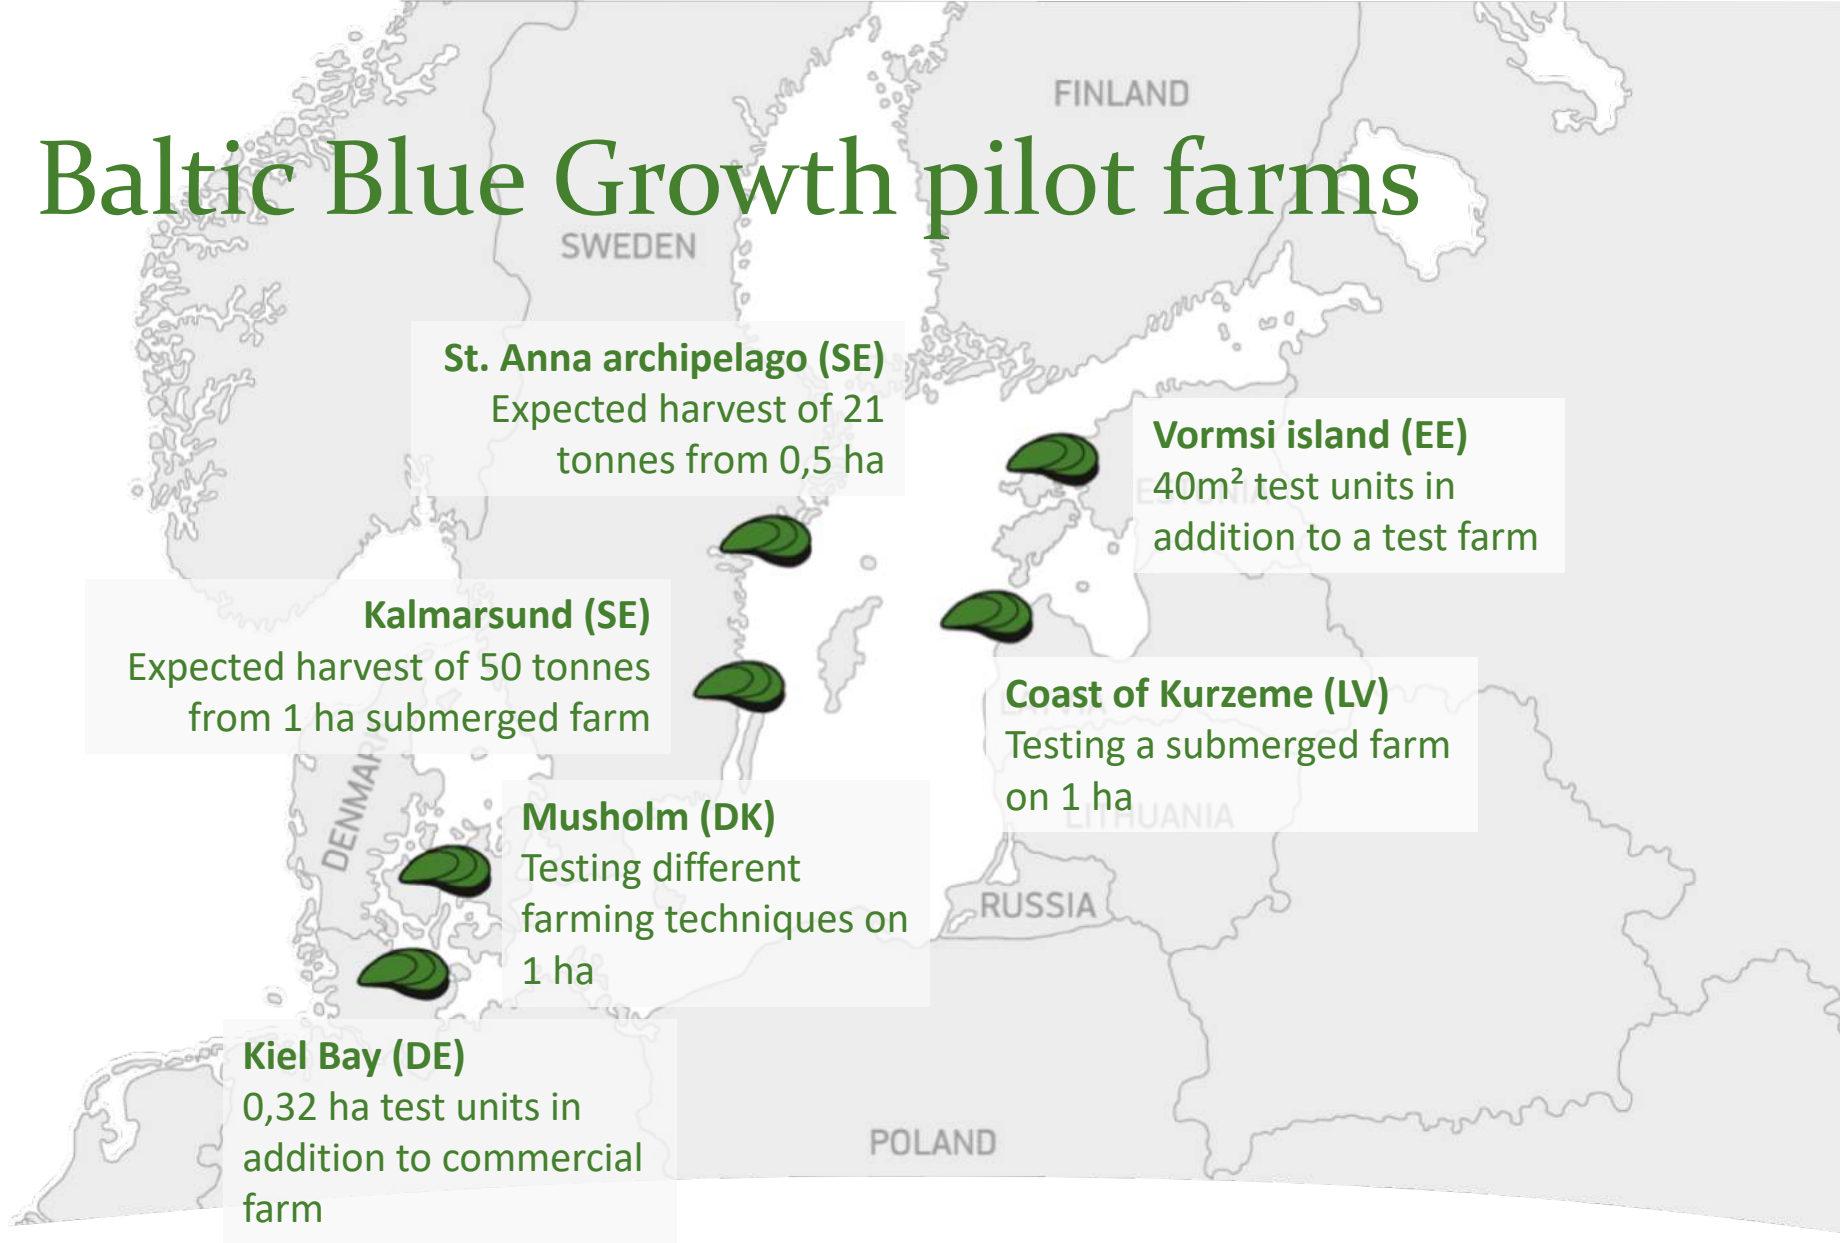 FINLAND
Baltic Blue Growth pilot farms
SWEDEN
St. Anna archipelago (SE)
Expected harvest of 21
tonnes from 0,5 ha
Vormsi island (EE)
40m² test units in
addition to a test farm
ESTONIA
Kalmarsund (SE)
Expected harvest of 50 tonnes
from 1 ha submerged farm
Coast of Kurzeme (LV)
Testing a submerged farm
on 1 ha
LATVIA
LITHUANIA
DENMARK
Musholm (DK)
Testing different
farming techniques on
1 ha
RUSSIA
Kiel Bay (DE)
0,32 ha test units in
addition to commercial
farm
POLAND